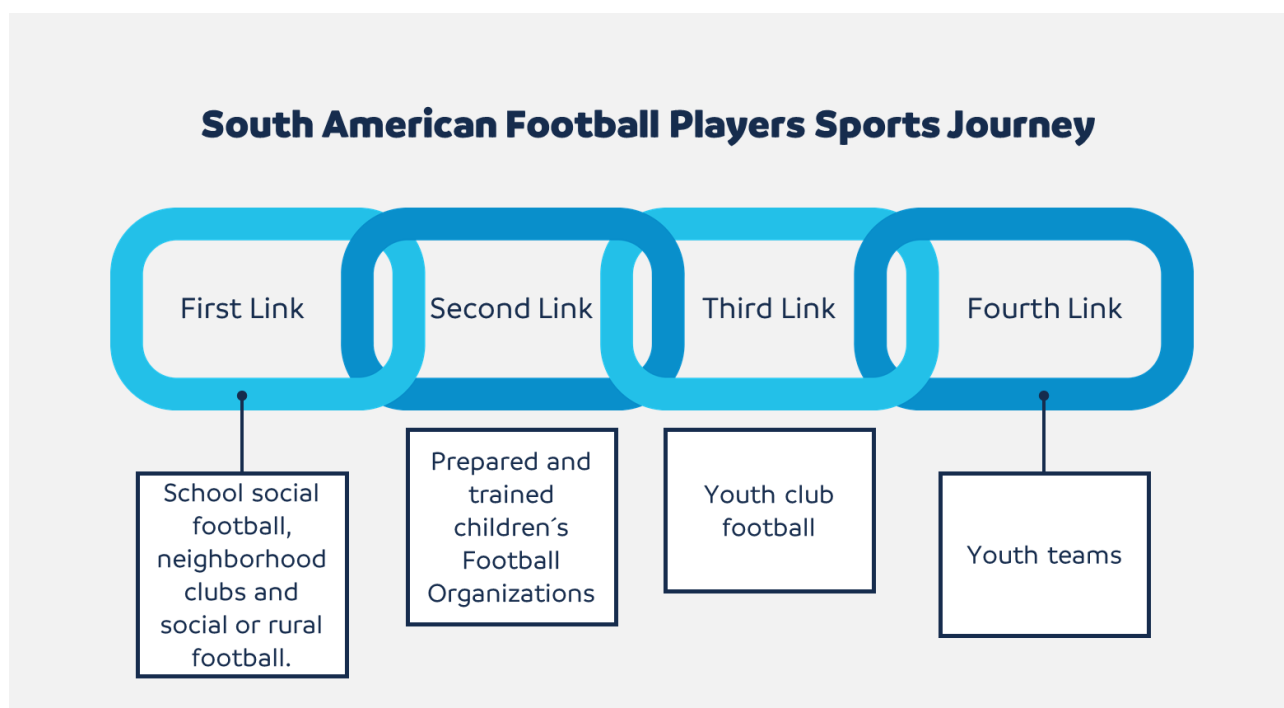 South American Football Players Sports Journey
First Link
Second Link
Third Link
Fourth Link
School social
football,
neighborhood
clubs and
social or rural
football.
Prepared and
trained
children´s
Football
Organizations
Youth club
football
Youth teams